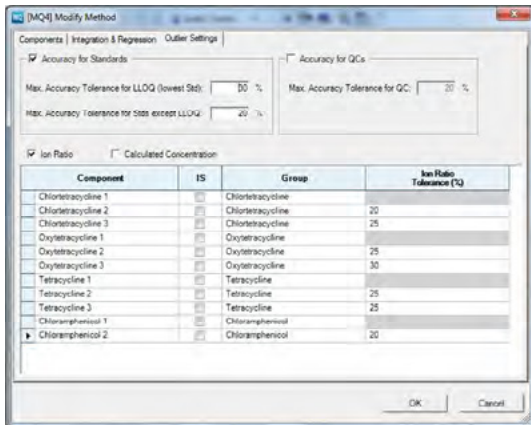 [MQ4] Modify Method
Components Integration & Regression Outlier Settings
Accuracy for Standards
Accuracy for QCs
Max. Accuracy Tolerance for LLOQ (lowest Std): %
Max. Accuracy Tolerance for QC: 20 %
Max. Accuracy Tolerance for Stds except LLOQ: 20 %
Ion Ratio Calculated Concentration
Component IS Group Ion Ratio
Tolerance (%)
Chlortetracycline 1 Chlortetracycline
Chlortetracycline 2 Chlortetracycline 20
Chlortetracycline 3 Chlortetracycline 25
Oxytetracycline 1 Oxytetracycline
Oxytetracycline 2 Oxytetracycline 25
Oxytetracycline 3 Oxytetracycline 30
Tetracycline 1 Tetracycline
Tetracycline 2 Tetracycline 25
Tetracycline 3 Tetracycline 25
Chloramphenicol 1 Chloramphenicol
Chloramphenicol 2 Chloramphenicol 20
OK Cancel